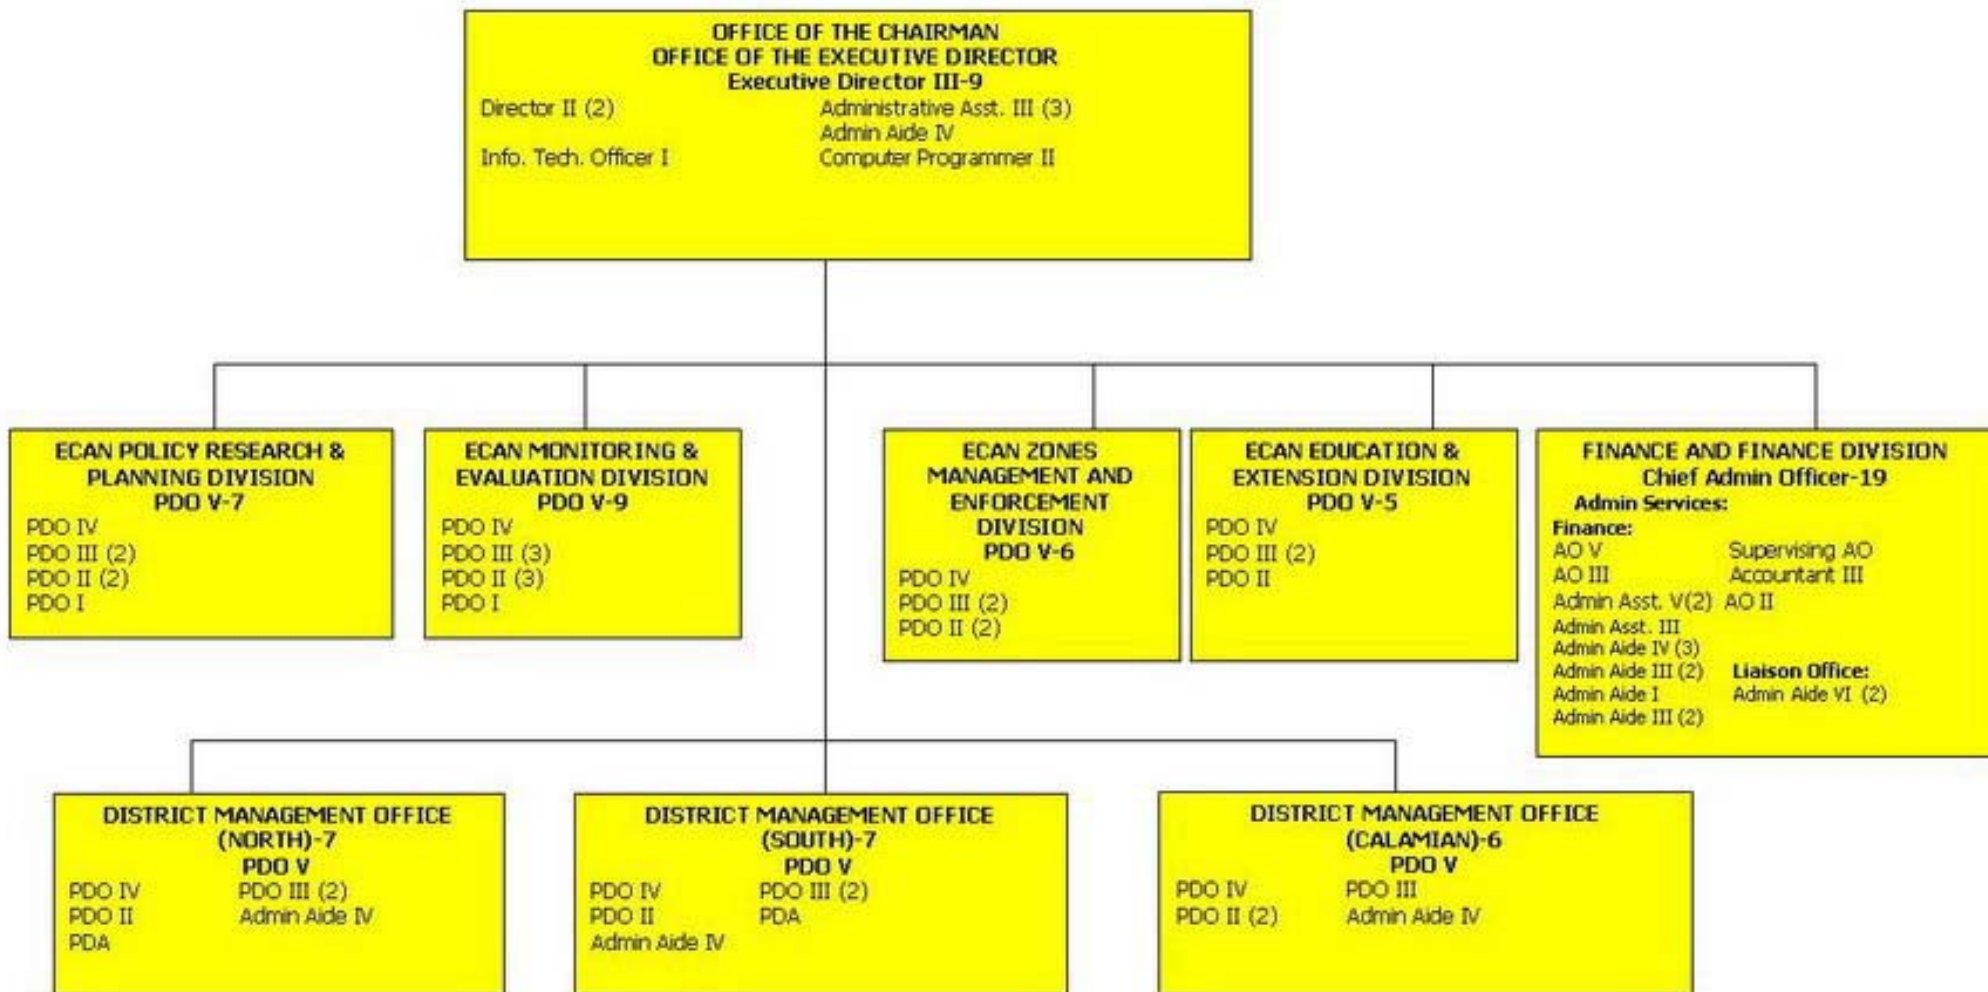 OFFICE OF THE CHAIRMAN
OFFICE OF THE EXECUTIVE DIRECTOR
Executive Director III-9
Director II (2) Administrative Asst. III (3)
Admin Aide IV
Info. Tech. Officer I Computer Programmer II
ECAN POLICY RESEARCH &
PLANNING DIVISION
PDO V-7
PDO IV
PDO III (2)
PDO II (2)
PDO I
ECAN MONITORING &
EVALUATION DIVISION
PDO V-9
PDO IV
PDO III (3)
PDO II (3)
PDO I
ECAN ZONES
MANAGEMENT AND
ENFORCEMENT
DIVISION
PDO V-6
PDO IV
PDO III (2)
PDO II (2)
ECAN EDUCATION &
EXTENSION DIVISION
PDO V-5
PDO IV
PDO III (2)
PDO II
FINANCE AND FINANCE DIVISION
Chief Admin Officer-19
Admin Services:
Finance:
AO V Supervising AO
AO III Accountant III
Admin Asst. V(2) AO II
Admin Asst. III
Admin Aide IV (3)
Admin Aide III (2) Liaison Office:
Admin Aide I Admin Aide VI (2)
Admin Aide III (2)
DISTRICT MANAGEMENT OFFICE
(NORTH)-7
PDO V
PDO IV PDO III (2)
PDO II Admin Aide IV
PDA
DISTRICT MANAGEMENT OFFICE
(SOUTH)-7
PDO V
PDO IV PDO III (2)
PDO II PDA
Admin Aide IV
DISTRICT MANAGEMENT OFFICE
(CALAMIAN)-6
PDO V
PDO IV PDO III
PDO II (2) Admin Aide IV